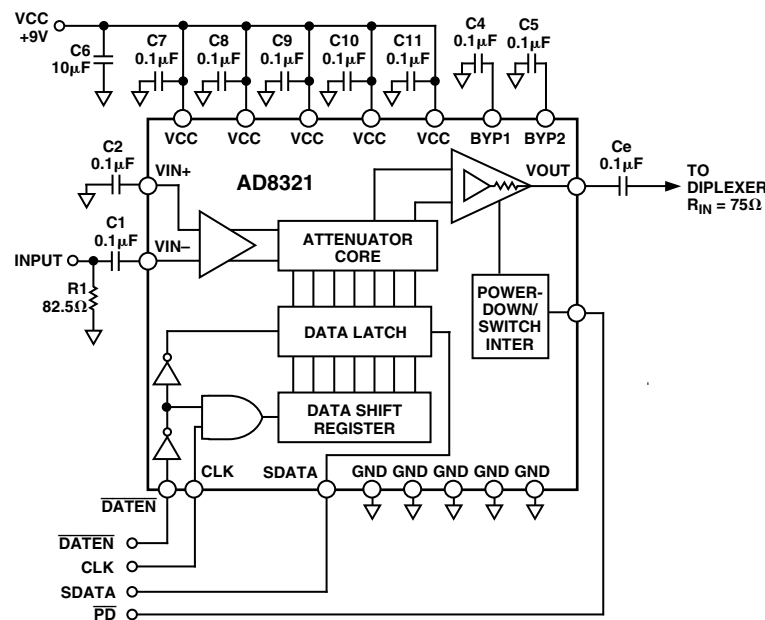 VCC
+9V
C6
10μF
C7
0.1μF
C8
0.1μF
C9
0.1μF
C10
0.1μF
C11
0.1μF
C4
0.1μF
C5
0.1μF
VCC
VCC
VCC
VCC
VCC
BYP1
BYP2
C2
0.1μF
VIN+
AD8321
VOUT
Ce
0.1μF
TO
DIPLEXER
RIN = 75Ω
C1
0.1μF
INPUT
VIN–
R1
82.5Ω
ATTENUATOR
CORE
POWER-
DOWN/
SWITCH
INTER
DATA LATCH
DATA SHIFT
REGISTER
DATEN
CLK
SDATA
GND
GND
GND
GND
GND
DATEN
CLK
SDATA
PD